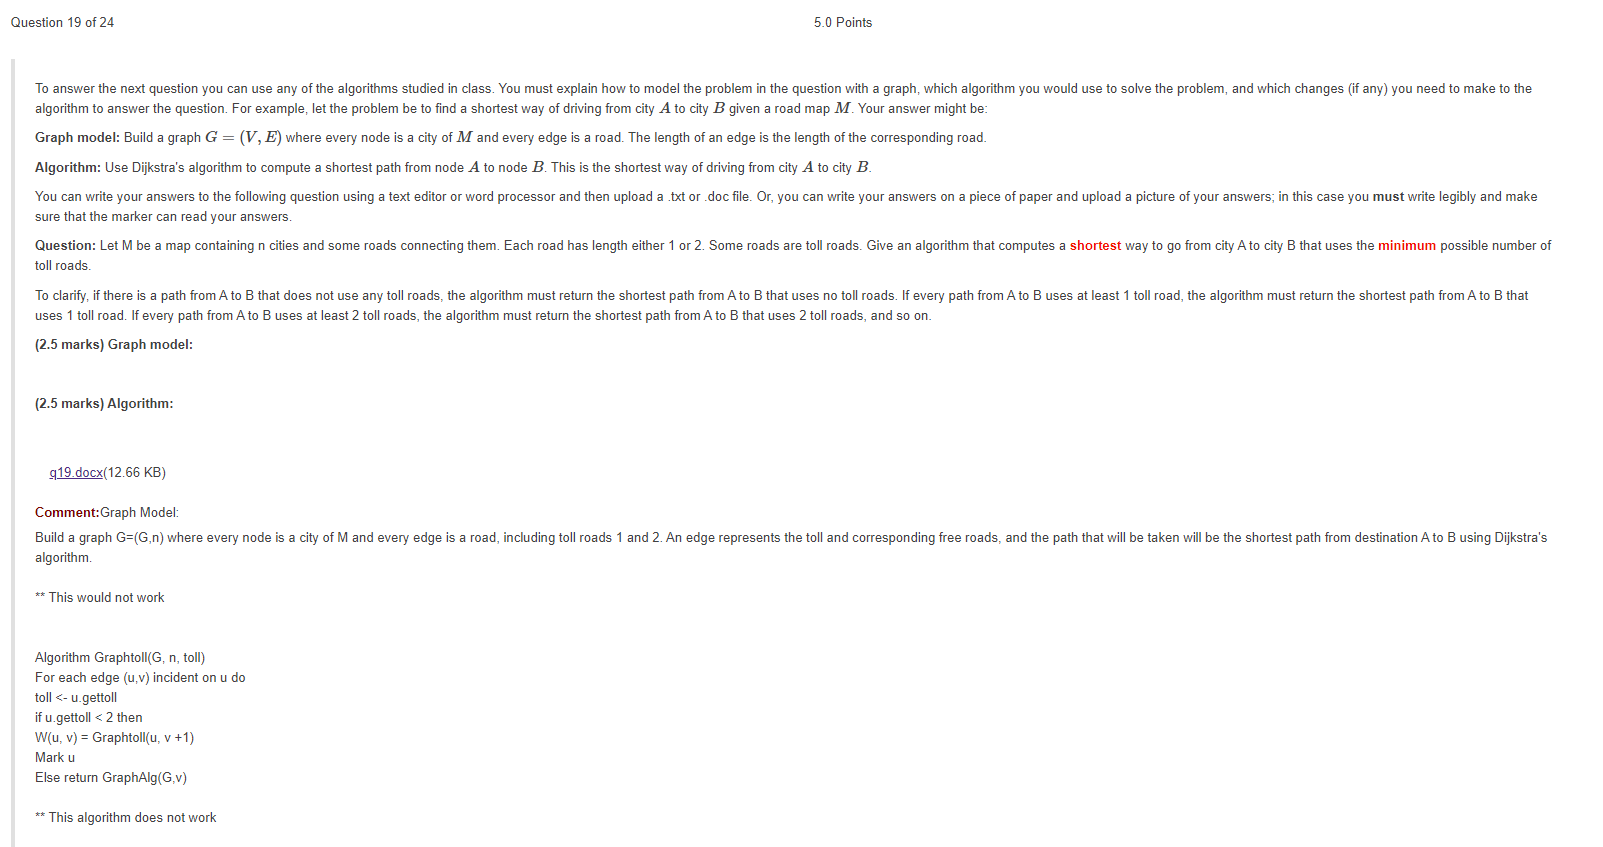 Question 19 of 24
5.0 Points
To answer the next question you can use any of the algorithms studied in class. You must explain how to model the problem in the question with a graph, which algorithm you would use to solve the problem, and which changes (if any) you need to make to the
algorithm to answer the question. For example, let the problem be to find a shortest way of driving from city A to city B given a road map M. Your answer might be:
Graph model: Build a graph G = (V, E) where every node is a city of M and every edge is a road. The length of an edge is the length of the corresponding road.
Algorithm: Use Dijkstra's algorithm to compute a shortest path from node A to node B. This is the shortest way of driving from city A to city B.
You can write your answers to the following question using a text editor or word processor and then upload a .txt or .doc file. Or, you can write your answers on a piece of paper and upload a picture of your answers; in this case you must write legibly and make
sure that the marker can read your answers.
Question: Let M be a map containing n cities and some roads connecting them. Each road has length either 1 or 2. Some roads are toll roads. Give an algorithm that computes a shortest way to go from city A to city B that uses the minimum possible number of
toll roads.
To clarify, if there is a path from A to B that does not use any toll roads, the algorithm must return the shortest path from A to B that uses no toll roads. If every path from A to B uses at least 1 toll road, the algorithm must return the shortest path from A to B that
uses 1 toll road. If every path from A to B uses at least 2 toll roads, the algorithm must return the shortest path from A to B that uses 2 toll roads, and so on.
(2.5 marks) Graph model:
(2.5 marks) Algorithm:
q19.docx(12.66 KB)
Comment:Graph Model:
Build a graph G=(G,n) where every node is a city of M and every edge is a road, including toll roads 1 and 2. An edge represents the toll and corresponding free roads, and the path that will be taken will be the shortest path from destination A to B using Dijkstra's
algorithm.
** This would not work
Algorithm Graphtoll(G, n, toll)
For each edge (u,v) incident on u do
toll <- u.gettoll
if u.gettoll < 2 then
W(u, v) = Graphtoll(u, v +1)
Mark u
Else return GraphAlg(G,v)
** This algorithm does not work